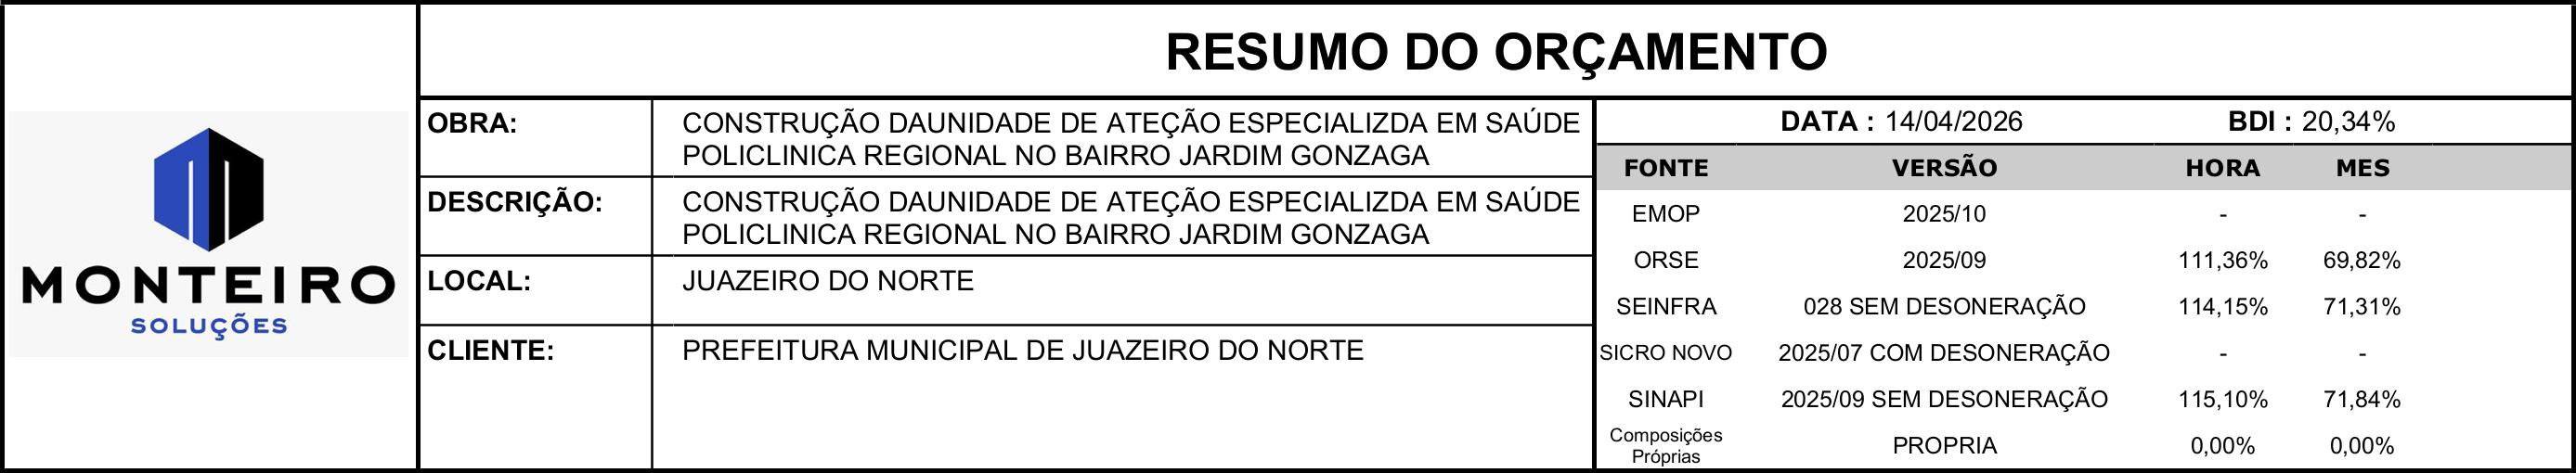 MONTEIRO
SOLUÇÕES
RESUMO DO ORÇAMENTO
OBRA: CONSTRUÇÃO DAUNIDADE DE ATEÇÃO ESPECIALIZDA EM SAÚDE
POLICLINICA REGIONAL NO BAIRRO JARDIM GONZAGA
DESCRIÇÃO: CONSTRUÇÃO DAUNIDADE DE ATEÇÃO ESPECIALIZDA EM SAÚDE
POLICLINICA REGIONAL NO BAIRRO JARDIM GONZAGA
LOCAL: JUAZEIRO DO NORTE
CLIENTE: PREFEITURA MUNICIPAL DE JUAZEIRO DO NORTE
DATA : 14/04/2026 BDI : 20,34%
FONTE VERSÃO HORA MES
EMOP 2025/10 - -
ORSE 2025/09 111,36% 69,82%
SEINFRA 028 SEM DESONERAÇÃO 114,15% 71,31%
SICRO NOVO 2025/07 COM DESONERAÇÃO - -
SINAPI 2025/09 SEM DESONERAÇÃO 115,10% 71,84%
Composições
Próprias PROPRIA 0,00% 0,00%